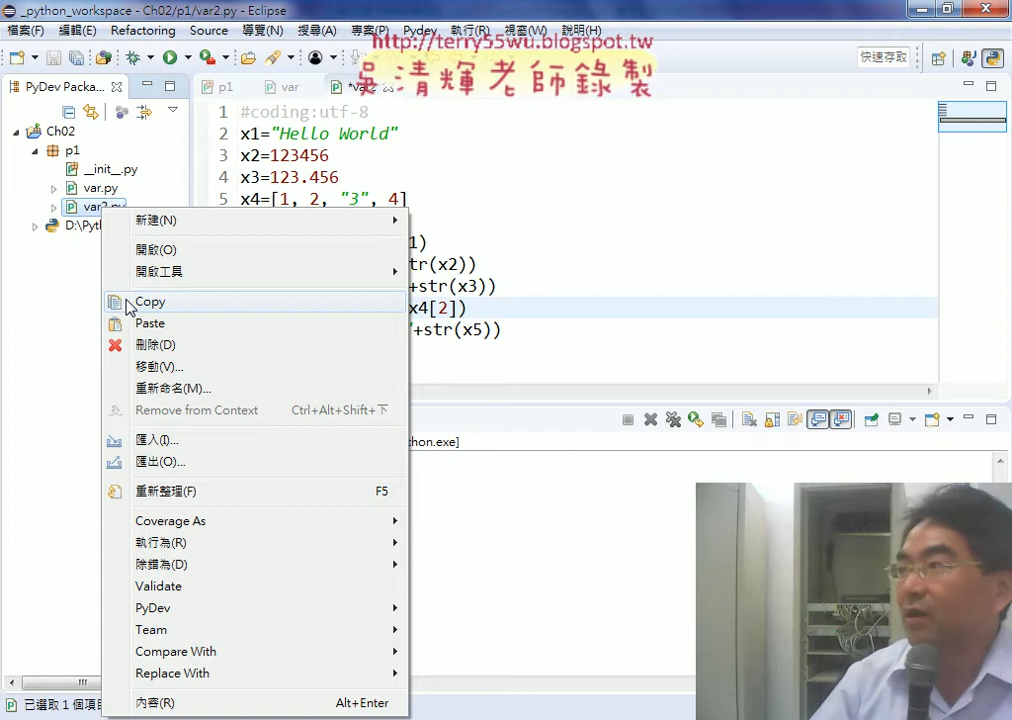 _python_workspace - Ch02/p1/var2.py - Eclipse
檔案(F) 編輯(E) Refactoring Source 導覽(N) 搜尋(A) 專案(P) Pydev 執行(R) 視窗(W) 說明(H)
http://terry55wu.blogspot.tw
吳清輝老師錄製
快速存取
PyDev Packa...
p1
var
Ch02
p1
__init__.py
var.py
var2.py
D:\Pyth
1 #coding:utf-8
2 x1="Hello World"
3 x2=123456
4 x3=123.456
5 x4=[1, 2, "3", 4]
1)
tr(x2))
+str(x3))
x4[2])
"+str(x5))
新建(N)
開啟(O)
開啟工具
Copy
Paste
刪除(D)
移動(V)...
重新命名(M)...
Remove from Context Ctrl+Alt+Shift+下
匯入(I)...
匯出(O)...
重新整理(F) F5
Coverage As
執行為(R)
除錯為(D)
Validate
PyDev
Team
Compare With
Replace With
內容(R) Alt+Enter
thon.exe]
已選取 1 個項目